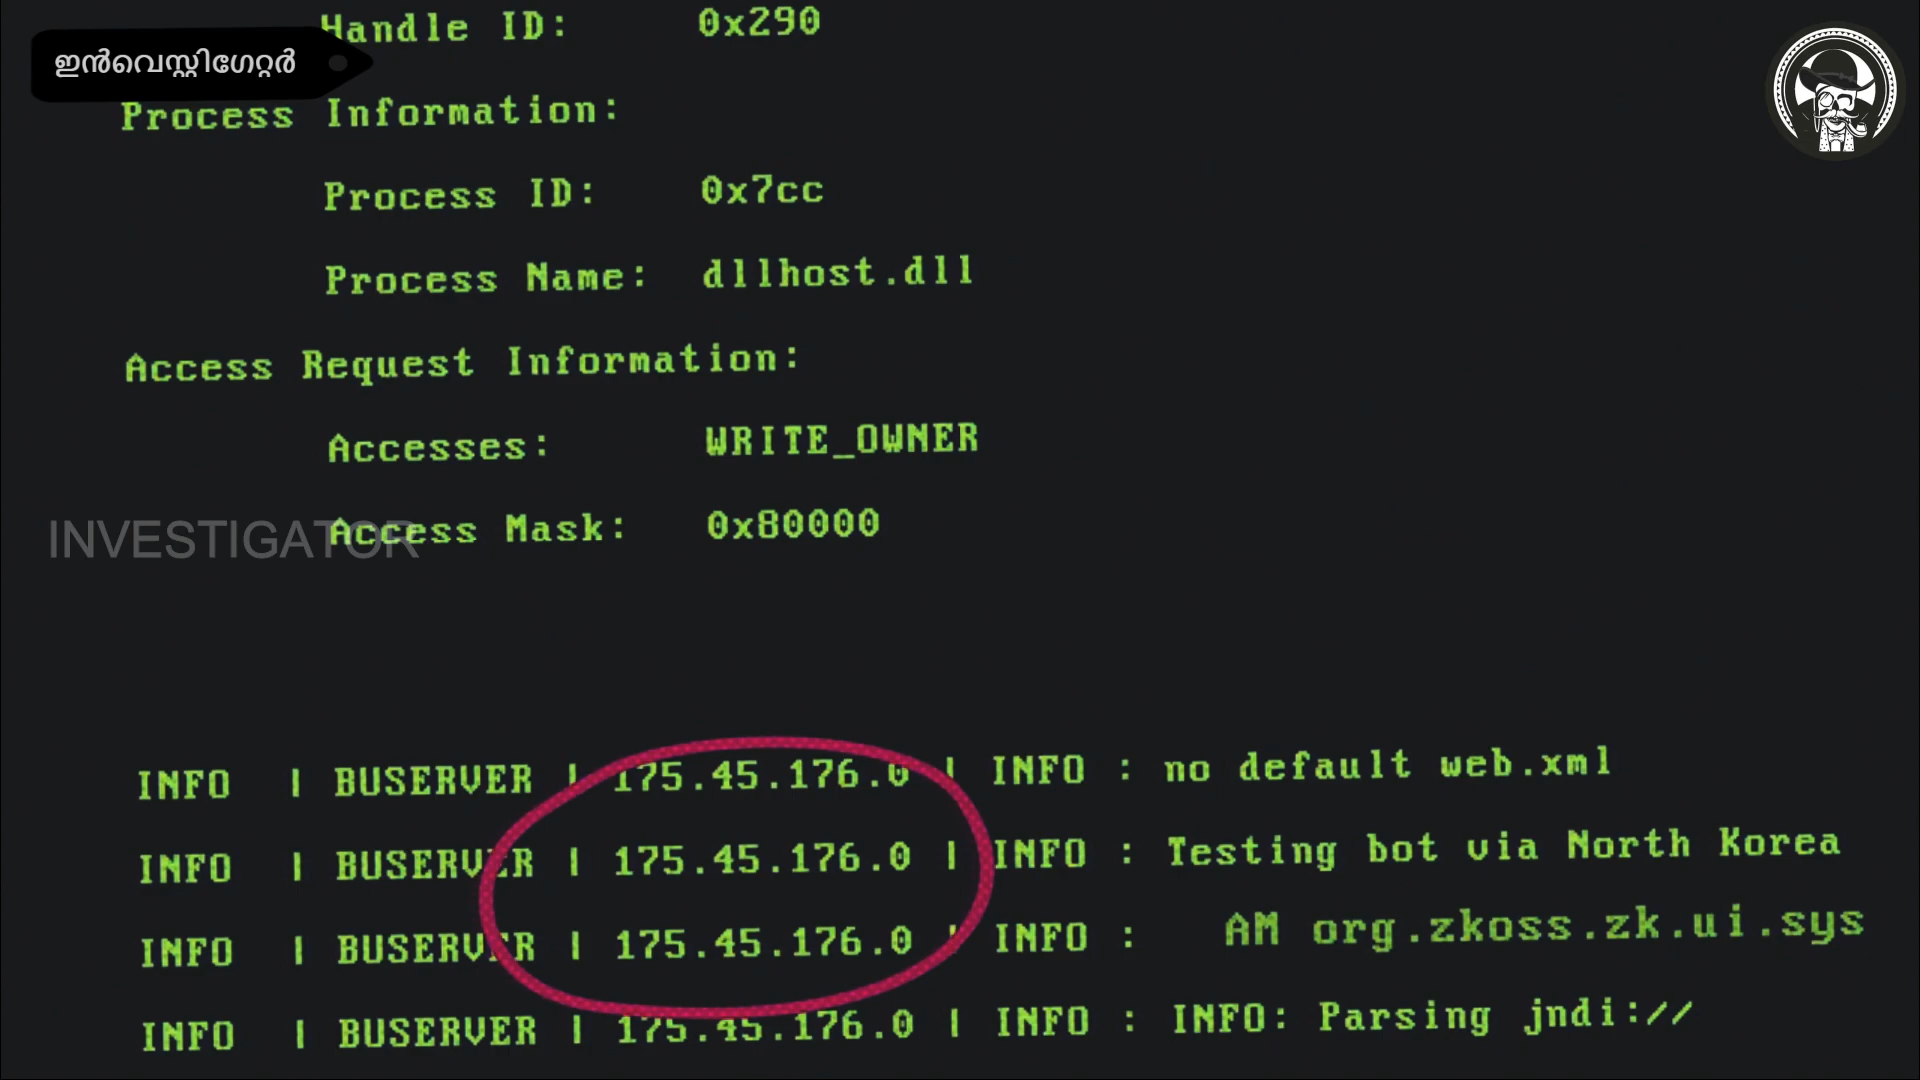 Handle ID: 0x290
ഇൻവെസ്റ്റിഗേറ്റർ
Process Information:
Process ID: 0x7cc
Process Name: dllhost.dll
Access Request Information:
Accesses: WRITE_OWNER
INVESTIGATOR
Access Mask: 0x80000
INFO | BUSERVER | 175.45.176.0 | INFO : no default web.xml
INFO | BUSERVER | 175.45.176.0 | INFO : Testing bot via North Korea
INFO | BUSERVER | 175.45.176.0 | INFO : AM org.zkoss.zk.ui.sys
INFO | BUSERVER | 175.45.176.0 | INFO : INFO: Parsing jndi://